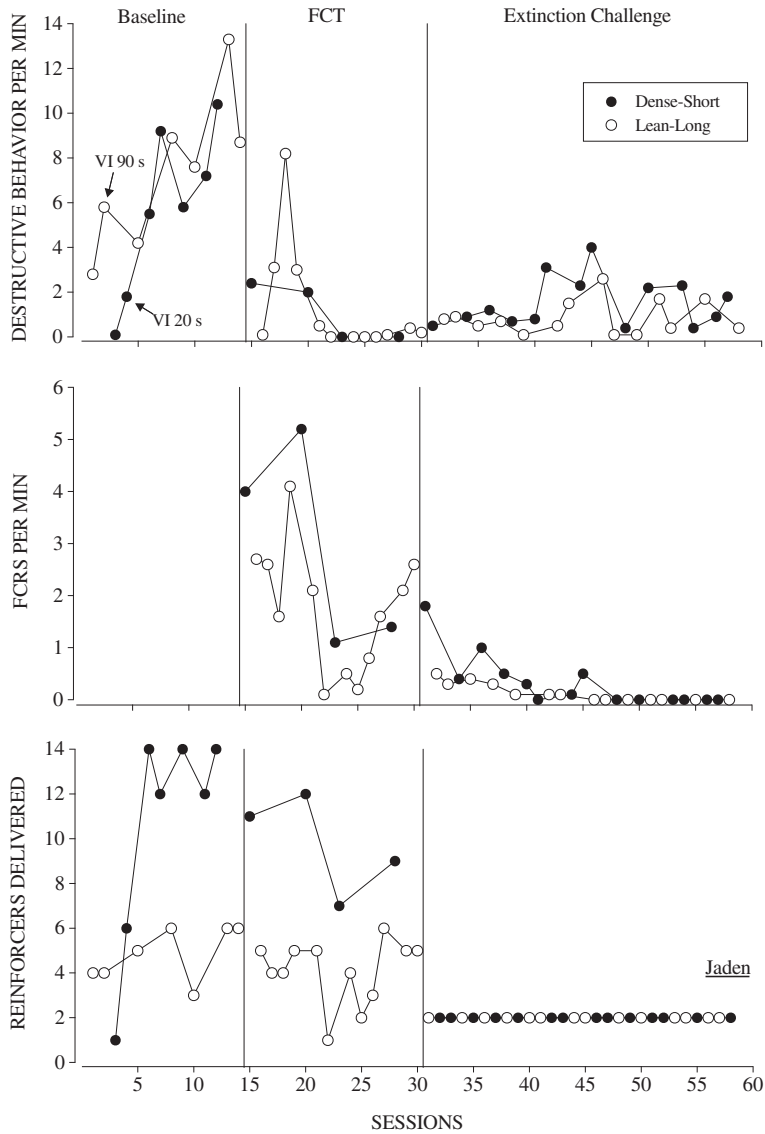 Baseline FCT Extinction Challenge
DESTRUCTIVE BEHAVIOR PER MIN
14
12
10
8
6
4
2
0
VI 90 s
VI 20 s
Dense-Short
Lean-Long
FCRS PER MIN
6
5
4
3
2
1
0
REINFORCERS DELIVERED
14
12
10
8
6
4
2
0
Jaden
5 10 15 20 25 30 35 40 45 50 55 60
SESSIONS